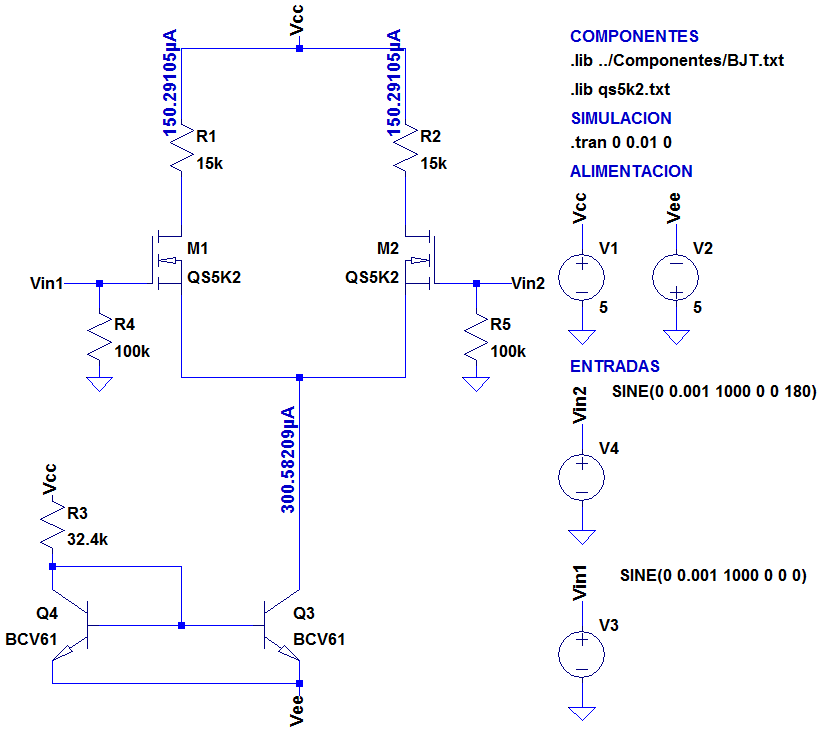 Vcc
150.29105µA
150.29105µA
R1
15k
R2
15k
M1
QS5K2
M2
QS5K2
Vin1
Vin2
R4
100k
R5
100k
300.58209µA
Vcc
R3
32.4k
Q4
BCV61
Q3
BCV61
Vee
COMPONENTES
.lib ../Componentes/BJT.txt
.lib qs5k2.txt
SIMULACION
.tran 0 0.01 0
ALIMENTACION
Vcc
V1
5
Vee
V2
5
ENTRADAS
SINE(0 0.001 1000 0 0 180)
Vin2
V4
SINE(0 0.001 1000 0 0 0)
Vin1
V3